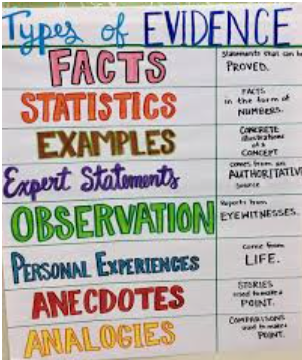 Types of EVIDENCE
FACTS
statements that can be
PROVED.
STATISTICS
FACTS
in the form of
NUMBERS.
EXAMPLES
CONCRETE
illustrations
of a
CONCEPT
Expert Statements
comes from an
AUTHORITATIVE
source.
OBSERVATION
Reports from
EYEWITNESSES.
PERSONAL EXPERIENCES
Come from
LIFE.
ANECDOTES
STORIES
used to make a
POINT.
ANALOGIES
COMPARISONS
used to make a
POINT.